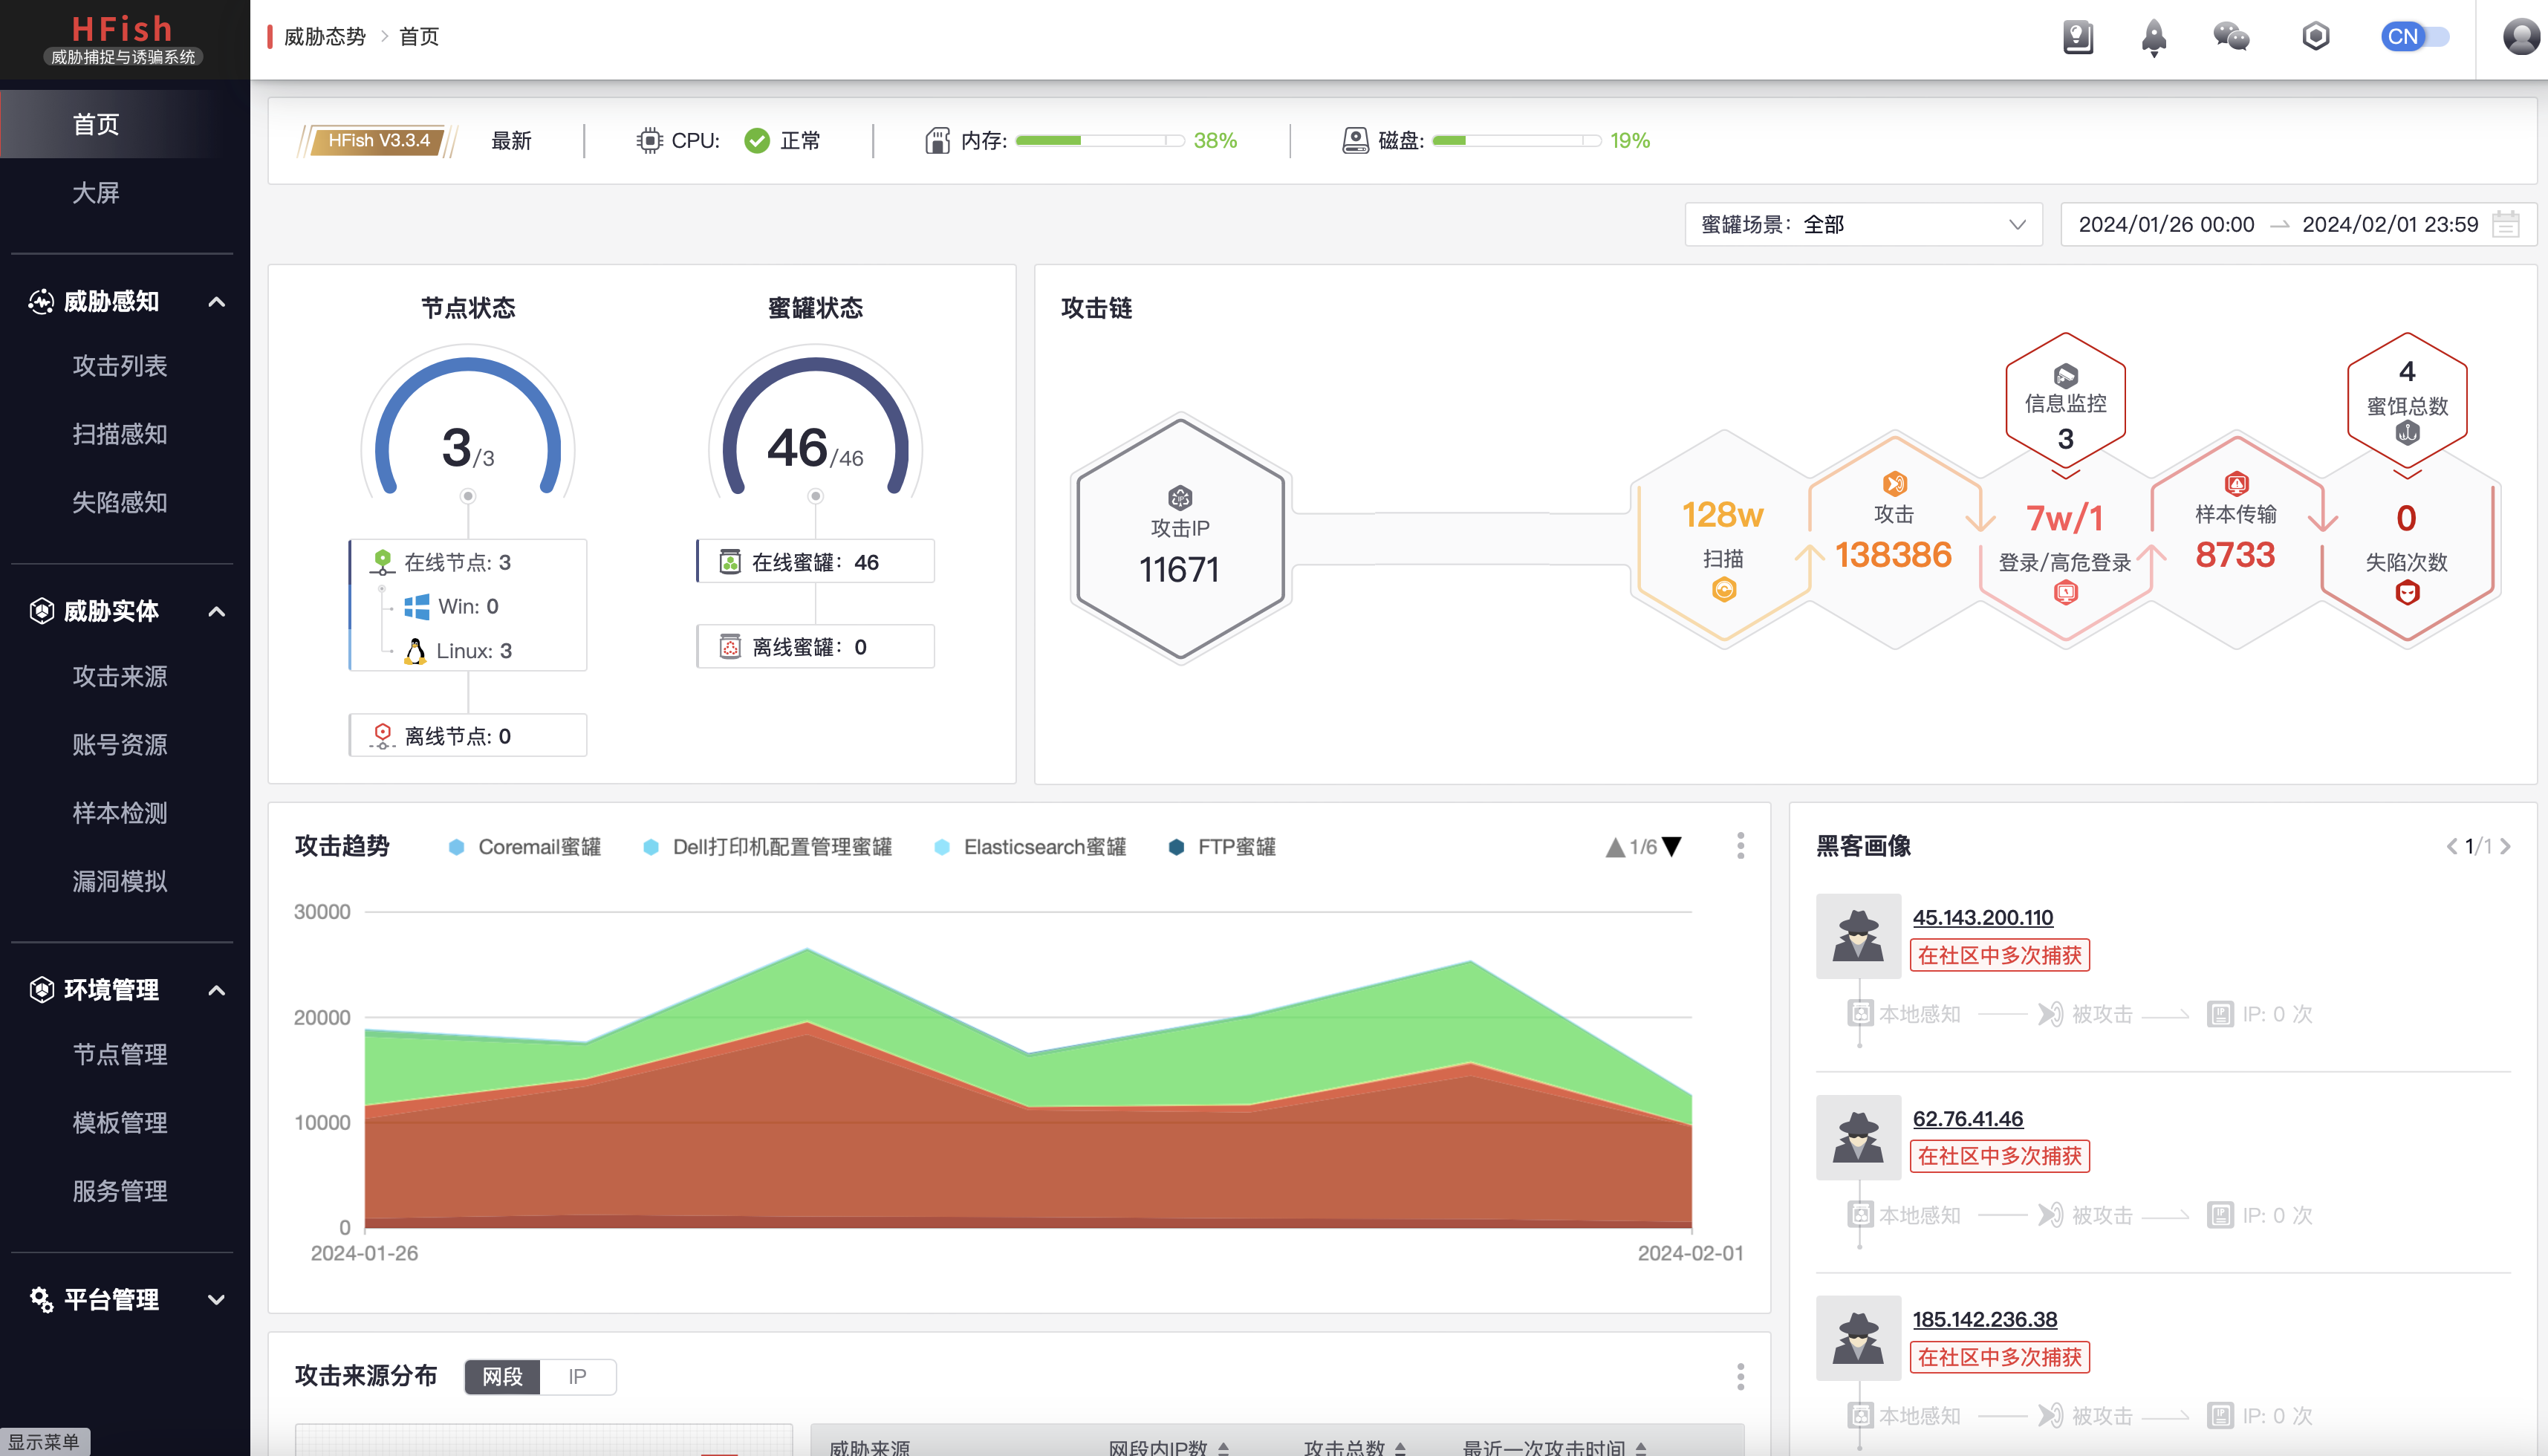 HFish
威胁捕捉与诱骗系统
首页
大屏
威胁感知
攻击列表
扫描感知
失陷感知
威胁实体
攻击来源
账号资源
样本检测
漏洞模拟
环境管理
节点管理
模板管理
服务管理
平台管理
显示菜单
威胁态势 > 首页
CN
HFish V3.3.4 最新 CPU: 正常 内存: 38% 磁盘: 19%
蜜罐场景：全部
2024/01/26 00:00 → 2024/02/01 23:59
节点状态
3/3
在线节点: 3
Win: 0
Linux: 3
离线节点: 0
蜜罐状态
46/46
在线蜜罐：46
离线蜜罐：0
攻击链
攻击IP
11671
128w
扫描
攻击
138386
信息监控
3
7w/1
登录/高危登录
样本传输
8733
4
蜜饵总数
0
失陷次数
攻击趋势
Coremail蜜罐 Dell打印机配置管理蜜罐 Elasticsearch蜜罐 FTP蜜罐
1/6
30000
20000
10000
0
2024-01-26 2024-02-01
黑客画像
1/1
45.143.200.110
在社区中多次捕获
本地感知 被攻击 IP: 0 次
62.76.41.46
在社区中多次捕获
本地感知 被攻击 IP: 0 次
185.142.236.38
在社区中多次捕获
本地感知 被攻击 IP: 0 次
攻击来源分布 网段 IP
威胁来源 网段内IP数 攻击总数 最近一次攻击时间